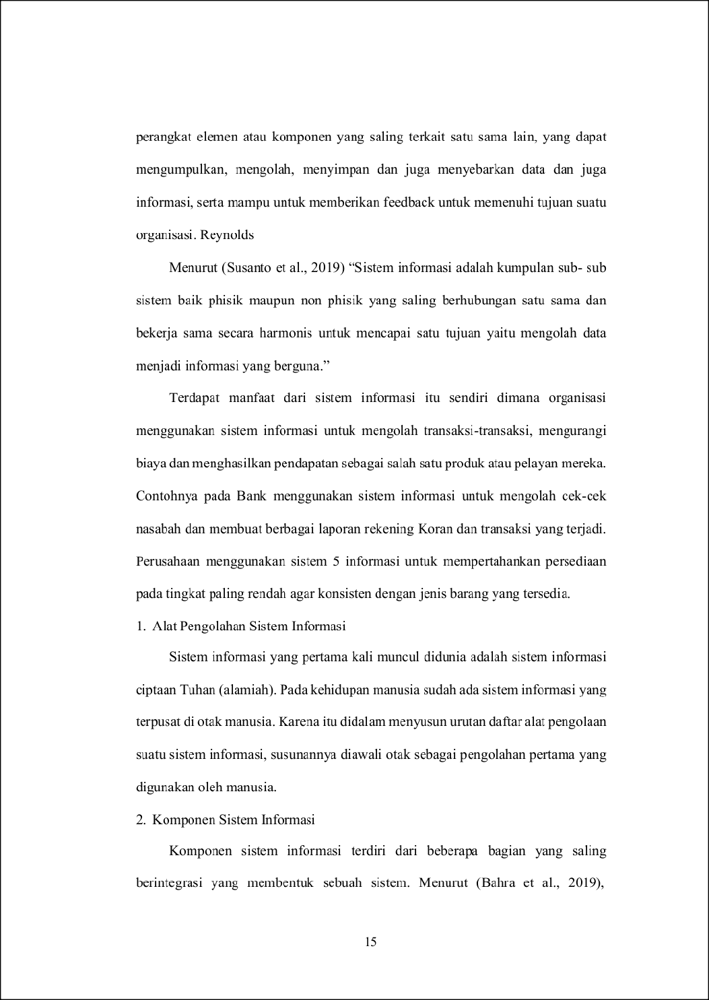 perangkat elemen atau komponen yang saling terkait satu sama lain, yang dapat
mengumpulkan, mengolah, menyimpan dan juga menyebarkan data dan juga
informasi, serta mampu untuk memberikan feedback untuk memenuhi tujuan suatu
organisasi. Reynolds
Menurut (Susanto et al., 2019) “Sistem informasi adalah kumpulan sub- sub
sistem baik phisik maupun non phisik yang saling berhubungan satu sama dan
bekerja sama secara harmonis untuk mencapai satu tujuan yaitu mengolah data
menjadi informasi yang berguna.”
Terdapat manfaat dari sistem informasi itu sendiri dimana organisasi
menggunakan sistem informasi untuk mengolah transaksi-transaksi, mengurangi
biaya dan menghasilkan pendapatan sebagai salah satu produk atau pelayan mereka.
Contohnya pada Bank menggunakan sistem informasi untuk mengolah cek-cek
nasabah dan membuat berbagai laporan rekening Koran dan transaksi yang terjadi.
Perusahaan menggunakan sistem 5 informasi untuk mempertahankan persediaan
pada tingkat paling rendah agar konsisten dengan jenis barang yang tersedia.
1. Alat Pengolahan Sistem Informasi
Sistem informasi yang pertama kali muncul didunia adalah sistem informasi
ciptaan Tuhan (alamiah). Pada kehidupan manusia sudah ada sistem informasi yang
terpusat di otak manusia. Karena itu didalam menyusun urutan daftar alat pengolaan
suatu sistem informasi, susunannya diawali otak sebagai pengolahan pertama yang
digunakan oleh manusia.
2. Komponen Sistem Informasi
Komponen sistem informasi terdiri dari beberapa bagian yang saling
berintegrasi yang membentuk sebuah sistem. Menurut (Bahra et al., 2019),
15